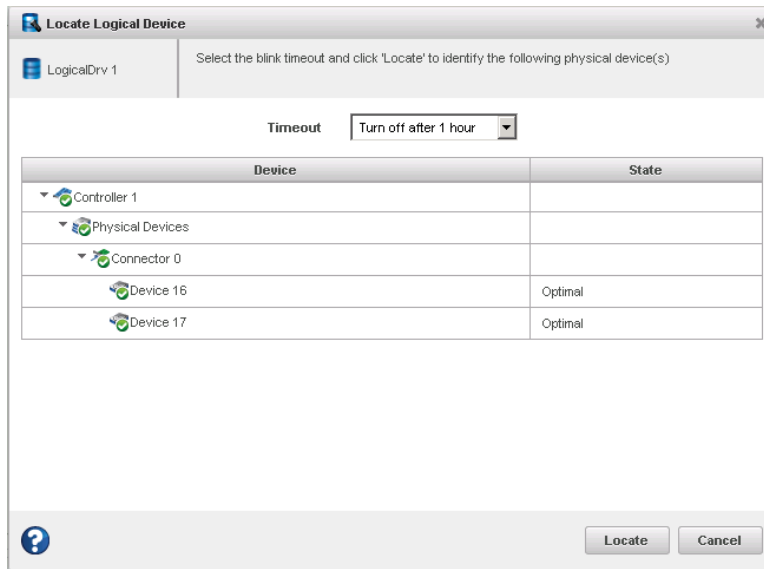 Locate Logical Device
LogicalDrv 1
Select the blink timeout and click 'Locate' to identify the following physical device(s)
Timeout Turn off after 1 hour
Device State
Controller 1
Physical Devices
Connector 0
Device 16 Optimal
Device 17 Optimal
? Locate Cancel